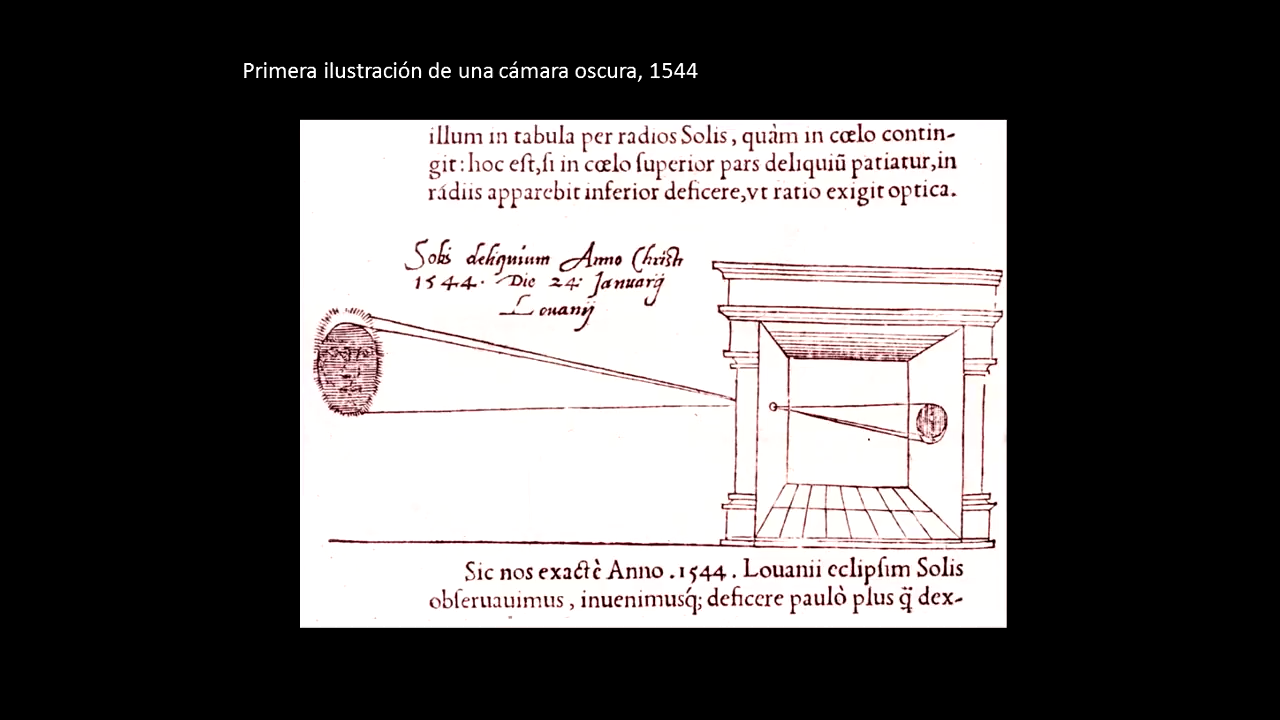 Primera ilustración de una cámara oscura, 1544
illum in tabula per radios Solis, quàm in cœlo contin-
git: hoc eſt, ſi in cœlo ſuperior pars deliquiū patiatur, in
rádiis apparebit inferior deficere, vt ratio exigit optica.
Solis deliquium Anno Christi
1544. Die 24: Januarij
Louanij
Sic nos exactè Anno .1544. Louanii eclipſim Solis
obſeruauimus, inuenimusq́; deficere paulò plus q̈ dex-